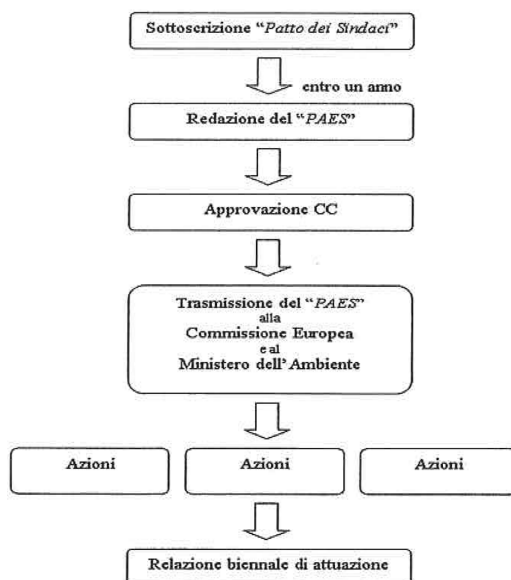 Sottoscrizione “Patto dei Sindaci”
entro un anno
Redazione del “PAES”
Approvazione CC
Trasmissione del “PAES”
alla
Commissione Europea
e al
Ministero dell’Ambiente
Azioni Azioni Azioni
Relazione biennale di attuazione